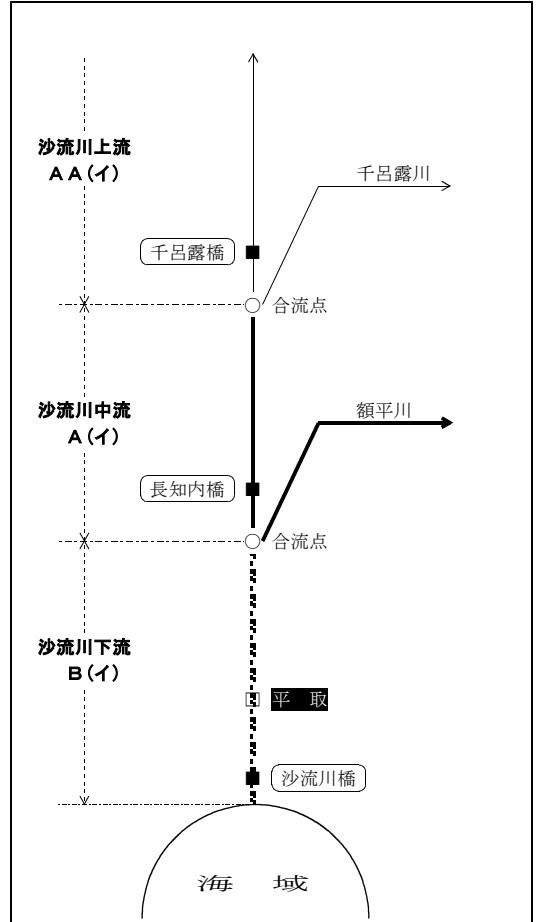 沙流川上流
ＡＡ(イ)
千呂露川
千呂露橋
合流点
沙流川中流
Ａ(イ)
額平川
長知内橋
合流点
沙流川下流
Ｂ(イ)
平　取
沙流川橋
海　域